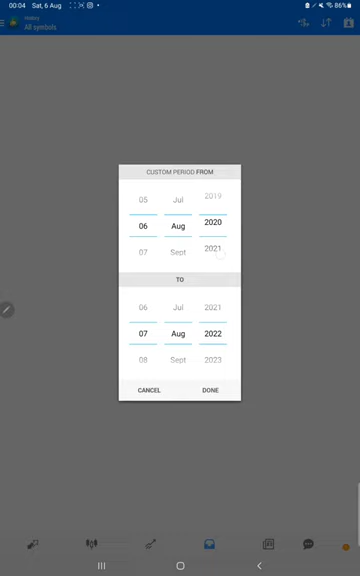 00:04 Sat, 6 Aug 86%
History
All symbols
CUSTOM PERIOD FROM
05 Jul 2019
06 Aug 2020
07 Sept 2021
TO
06 Jul 2021
07 Aug 2022
08 Sept 2023
CANCEL DONE